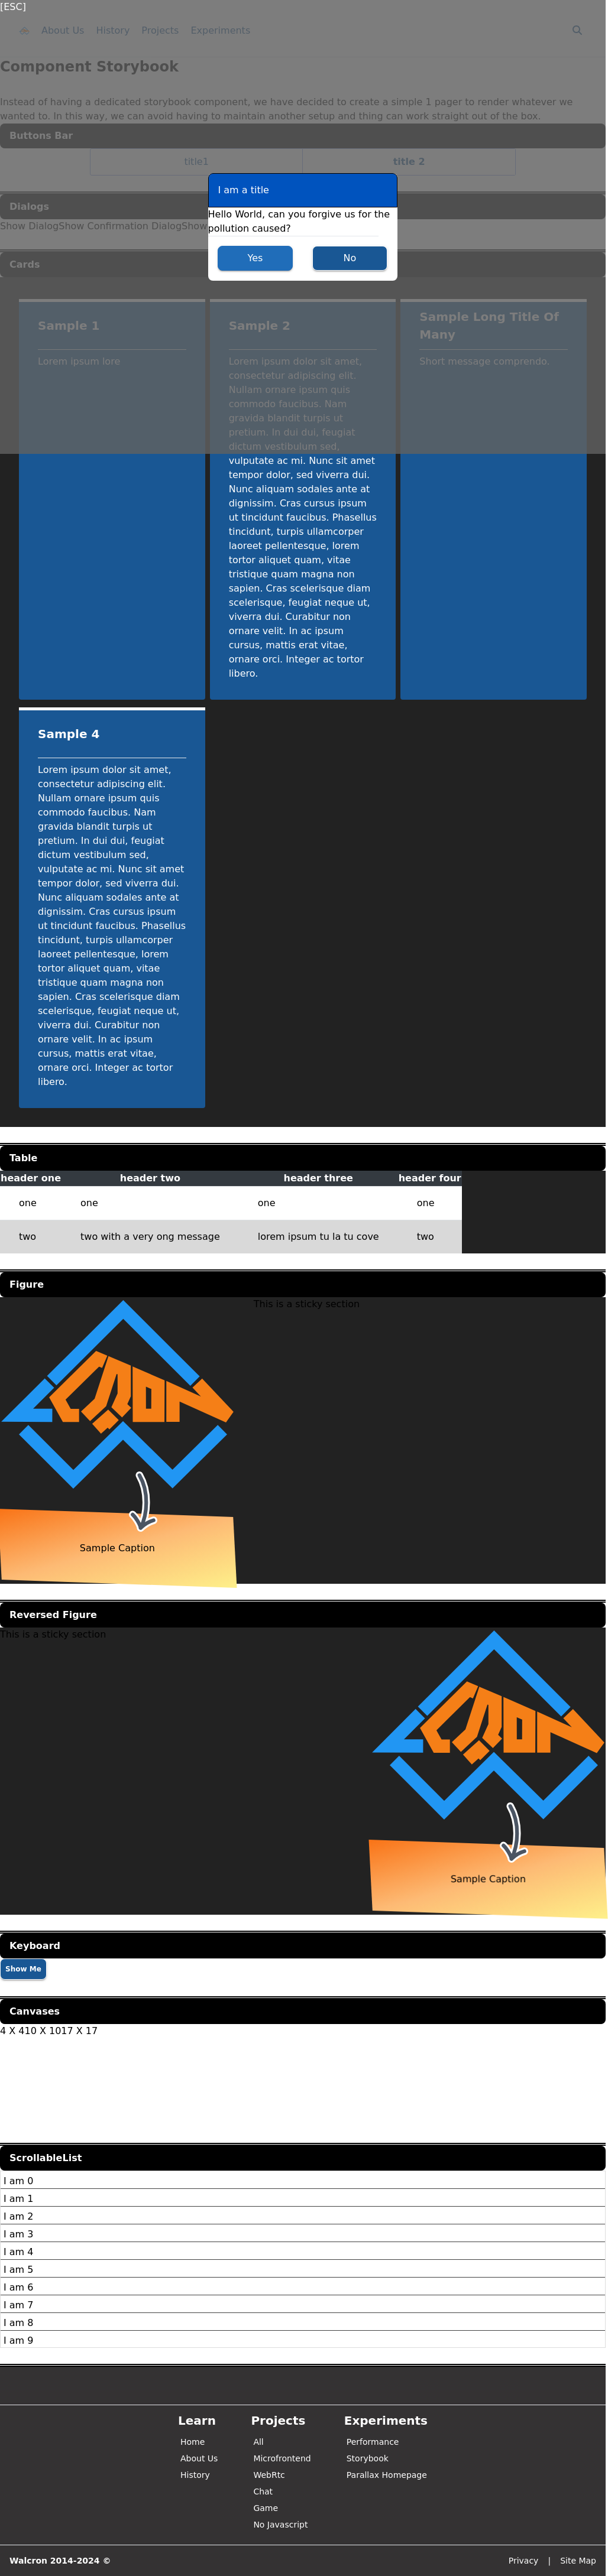 [ESC]
About Us History Projects Experiments
Component Storybook
Instead of having a dedicated storybook component, we have decided to create a simple 1 pager to render whatever we
wanted to. In this way, we can avoid having to maintain another setup and thing can work straight out of the box.
Buttons Bar
title1 title 2
Dialogs
Show DialogShow Confirmation DialogShow
I am a title
Hello World, can you forgive us for the
pollution caused?
Yes No
Cards
Sample 1
Lorem ipsum lore
Sample 2
Lorem ipsum dolor sit amet,
consectetur adipiscing elit.
Nullam ornare ipsum quis
commodo faucibus. Nam
gravida blandit turpis ut
pretium. In dui dui, feugiat
dictum vestibulum sed,
vulputate ac mi. Nunc sit amet
tempor dolor, sed viverra dui.
Nunc aliquam sodales ante at
dignissim. Cras cursus ipsum
ut tincidunt faucibus. Phasellus
tincidunt, turpis ullamcorper
laoreet pellentesque, lorem
tortor aliquet quam, vitae
tristique quam magna non
sapien. Cras scelerisque diam
scelerisque, feugiat neque ut,
viverra dui. Curabitur non
ornare velit. In ac ipsum
cursus, mattis erat vitae,
ornare orci. Integer ac tortor
libero.
Sample Long Title Of
Many
Short message comprendo.
Sample 4
Lorem ipsum dolor sit amet,
consectetur adipiscing elit.
Nullam ornare ipsum quis
commodo faucibus. Nam
gravida blandit turpis ut
pretium. In dui dui, feugiat
dictum vestibulum sed,
vulputate ac mi. Nunc sit amet
tempor dolor, sed viverra dui.
Nunc aliquam sodales ante at
dignissim. Cras cursus ipsum
ut tincidunt faucibus. Phasellus
tincidunt, turpis ullamcorper
laoreet pellentesque, lorem
tortor aliquet quam, vitae
tristique quam magna non
sapien. Cras scelerisque diam
scelerisque, feugiat neque ut,
viverra dui. Curabitur non
ornare velit. In ac ipsum
cursus, mattis erat vitae,
ornare orci. Integer ac tortor
libero.
Table
header one header two header three header four
one one one one
two two with a very ong message lorem ipsum tu la tu cove two
Figure
This is a sticky section
Sample Caption
Reversed Figure
This is a sticky section
Sample Caption
Keyboard
Show Me
Canvases
4 X 410 X 1017 X 17
ScrollableList
I am 0
I am 1
I am 2
I am 3
I am 4
I am 5
I am 6
I am 7
I am 8
I am 9
Learn
Home
About Us
History
Projects
All
Microfrontend
WebRtc
Chat
Game
No Javascript
Experiments
Performance
Storybook
Parallax Homepage
Walcron 2014-2024 ©
Privacy | Site Map